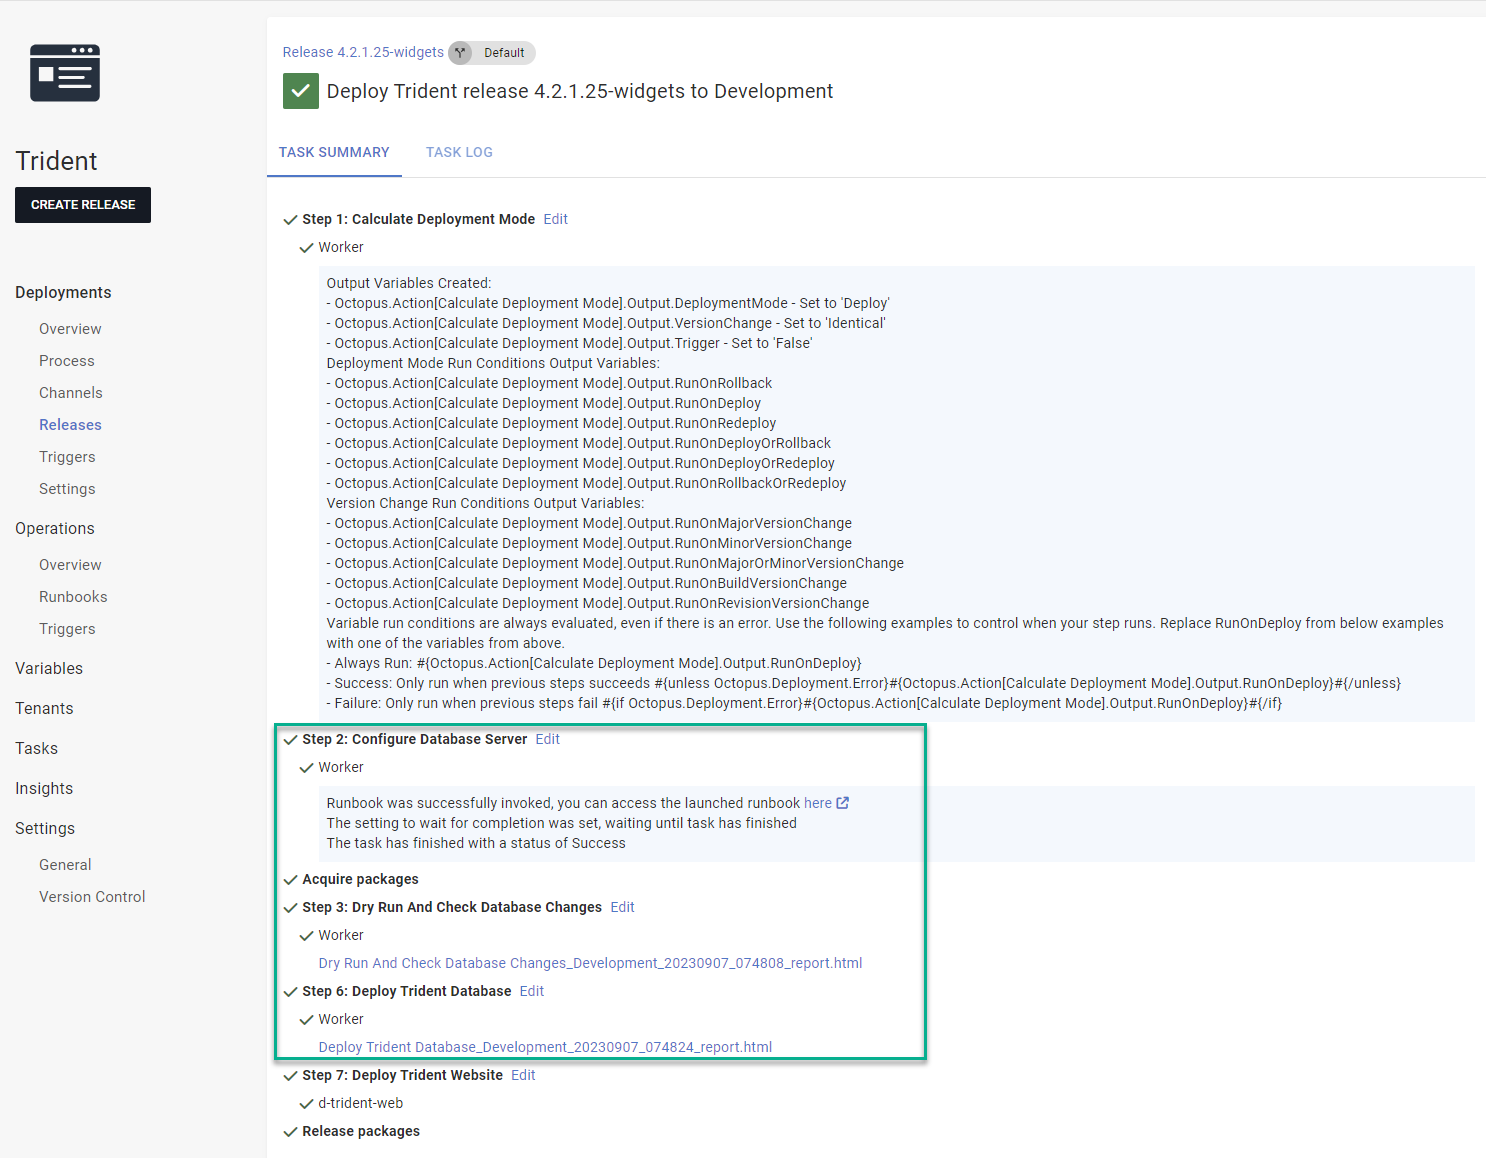 Trident
CREATE RELEASE
Deployments
Overview
Process
Channels
Releases
Triggers
Settings
Operations
Overview
Runbooks
Triggers
Variables
Tenants
Tasks
Insights
Settings
General
Version Control
Release 4.2.1.25-widgets Default
Deploy Trident release 4.2.1.25-widgets to Development
TASK SUMMARY TASK LOG
Step 1: Calculate Deployment Mode Edit
Worker
Output Variables Created:
- Octopus.Action[Calculate Deployment Mode].Output.DeploymentMode - Set to 'Deploy'
- Octopus.Action[Calculate Deployment Mode].Output.VersionChange - Set to 'Identical'
- Octopus.Action[Calculate Deployment Mode].Output.Trigger - Set to 'False'
Deployment Mode Run Conditions Output Variables:
- Octopus.Action[Calculate Deployment Mode].Output.RunOnRollback
- Octopus.Action[Calculate Deployment Mode].Output.RunOnDeploy
- Octopus.Action[Calculate Deployment Mode].Output.RunOnRedeploy
- Octopus.Action[Calculate Deployment Mode].Output.RunOnDeployOrRollback
- Octopus.Action[Calculate Deployment Mode].Output.RunOnDeployOrRedeploy
- Octopus.Action[Calculate Deployment Mode].Output.RunOnRollbackOrRedeploy
Version Change Run Conditions Output Variables:
- Octopus.Action[Calculate Deployment Mode].Output.RunOnMajorVersionChange
- Octopus.Action[Calculate Deployment Mode].Output.RunOnMinorVersionChange
- Octopus.Action[Calculate Deployment Mode].Output.RunOnMajorOrMinorVersionChange
- Octopus.Action[Calculate Deployment Mode].Output.RunOnBuildVersionChange
- Octopus.Action[Calculate Deployment Mode].Output.RunOnRevisionVersionChange
Variable run conditions are always evaluated, even if there is an error. Use the following examples to control when your step runs. Replace RunOnDeploy from below examples
with one of the variables from above.
- Always Run: #{Octopus.Action[Calculate Deployment Mode].Output.RunOnDeploy}
- Success: Only run when previous steps succeeds #{unless Octopus.Deployment.Error}#{Octopus.Action[Calculate Deployment Mode].Output.RunOnDeploy}#{/unless}
- Failure: Only run when previous steps fail #{if Octopus.Deployment.Error}#{Octopus.Action[Calculate Deployment Mode].Output.RunOnDeploy}#{/if}
Step 2: Configure Database Server Edit
Worker
Runbook was successfully invoked, you can access the launched runbook here
The setting to wait for completion was set, waiting until task has finished
The task has finished with a status of Success
Acquire packages
Step 3: Dry Run And Check Database Changes Edit
Worker
Dry Run And Check Database Changes_Development_20230907_074808_report.html
Step 6: Deploy Trident Database Edit
Worker
Deploy Trident Database_Development_20230907_074824_report.html
Step 7: Deploy Trident Website Edit
d-trident-web
Release packages